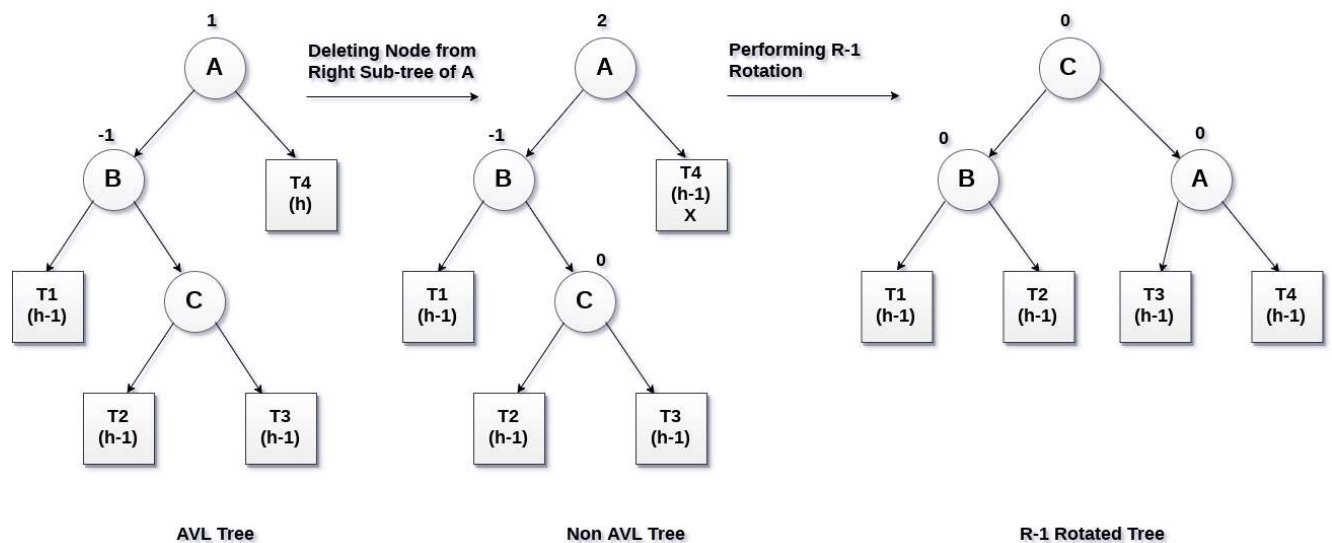 1
A
Deleting Node from
Right Sub-tree of A
-1
B
T4
(h)
T1
(h-1)
C
T2
(h-1)
T3
(h-1)
AVL Tree
2
A
Performing R-1
Rotation
-1
B
T4
(h-1)
X
T1
(h-1)
0
C
T2
(h-1)
T3
(h-1)
Non AVL Tree
0
C
0
B
0
A
T1
(h-1)
T2
(h-1)
T3
(h-1)
T4
(h-1)
R-1 Rotated Tree